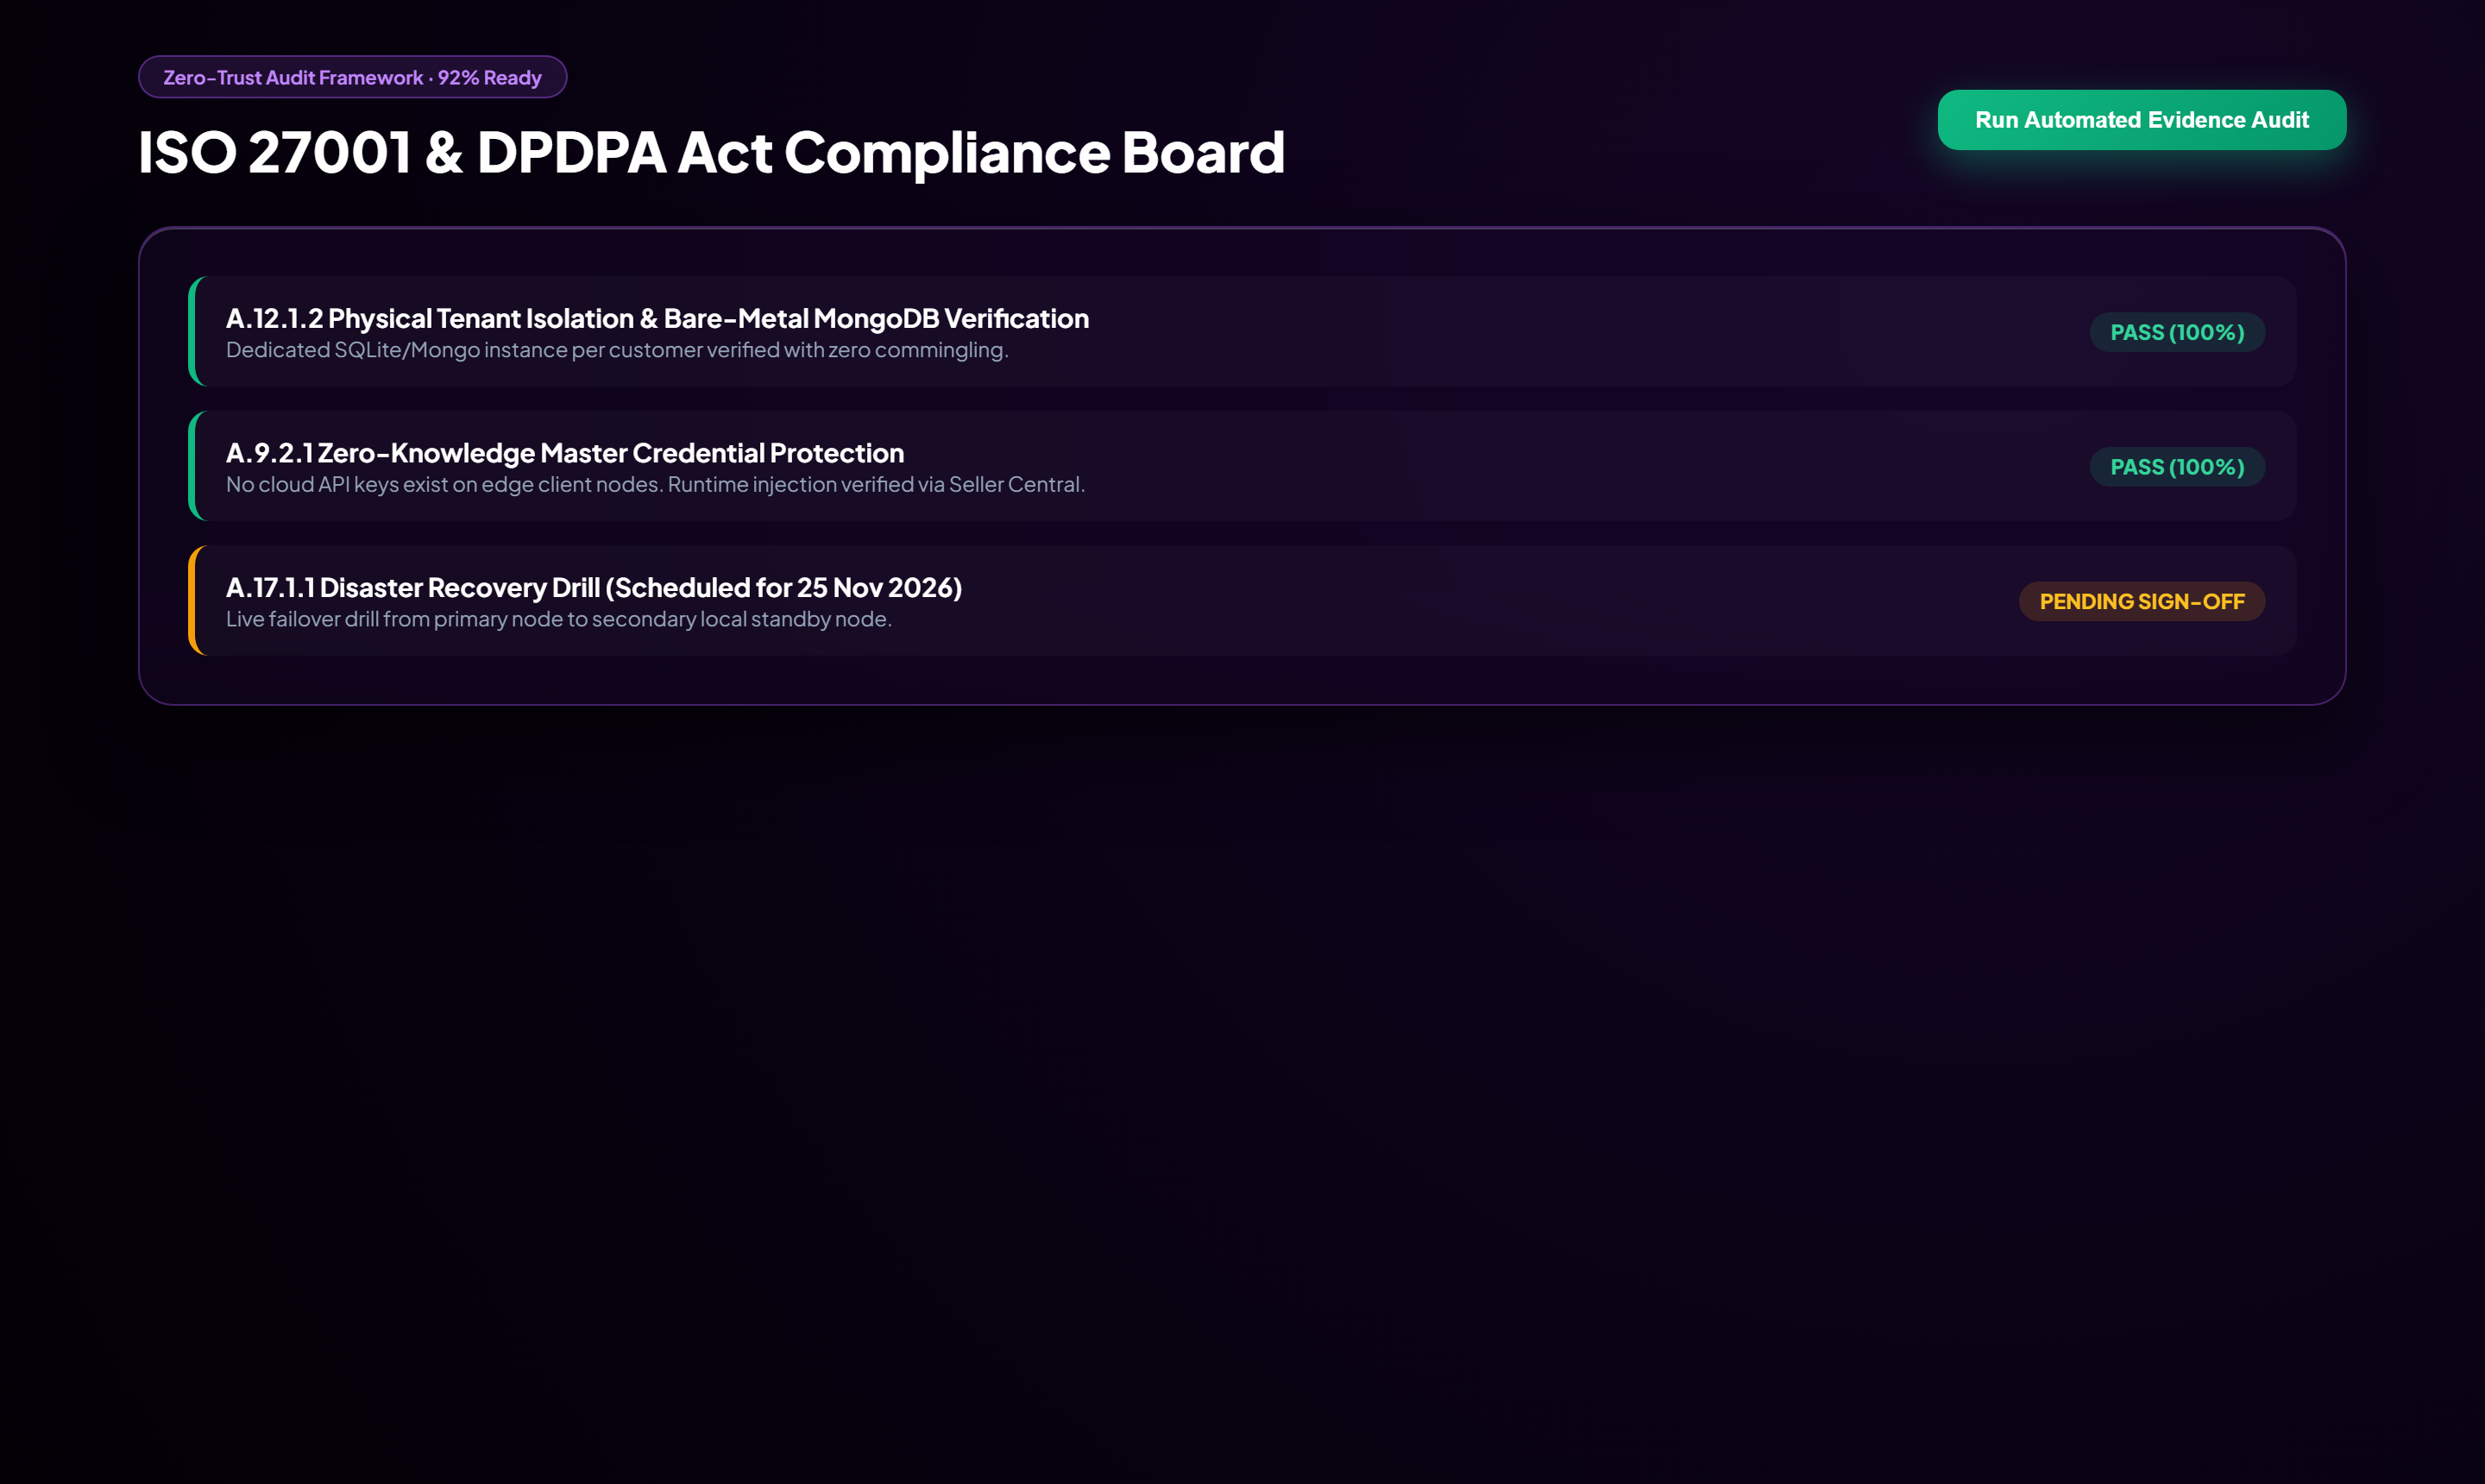 Zero-Trust Audit Framework · 92% Ready
ISO 27001 & DPDPA Act Compliance Board
Run Automated Evidence Audit
A.12.1.2 Physical Tenant Isolation & Bare-Metal MongoDB Verification
Dedicated SQLite/Mongo instance per customer verified with zero commingling.
PASS (100%)
A.9.2.1 Zero-Knowledge Master Credential Protection
No cloud API keys exist on edge client nodes. Runtime injection verified via Seller Central.
PASS (100%)
A.17.1.1 Disaster Recovery Drill (Scheduled for 25 Nov 2026)
Live failover drill from primary node to secondary local standby node.
PENDING SIGN-OFF